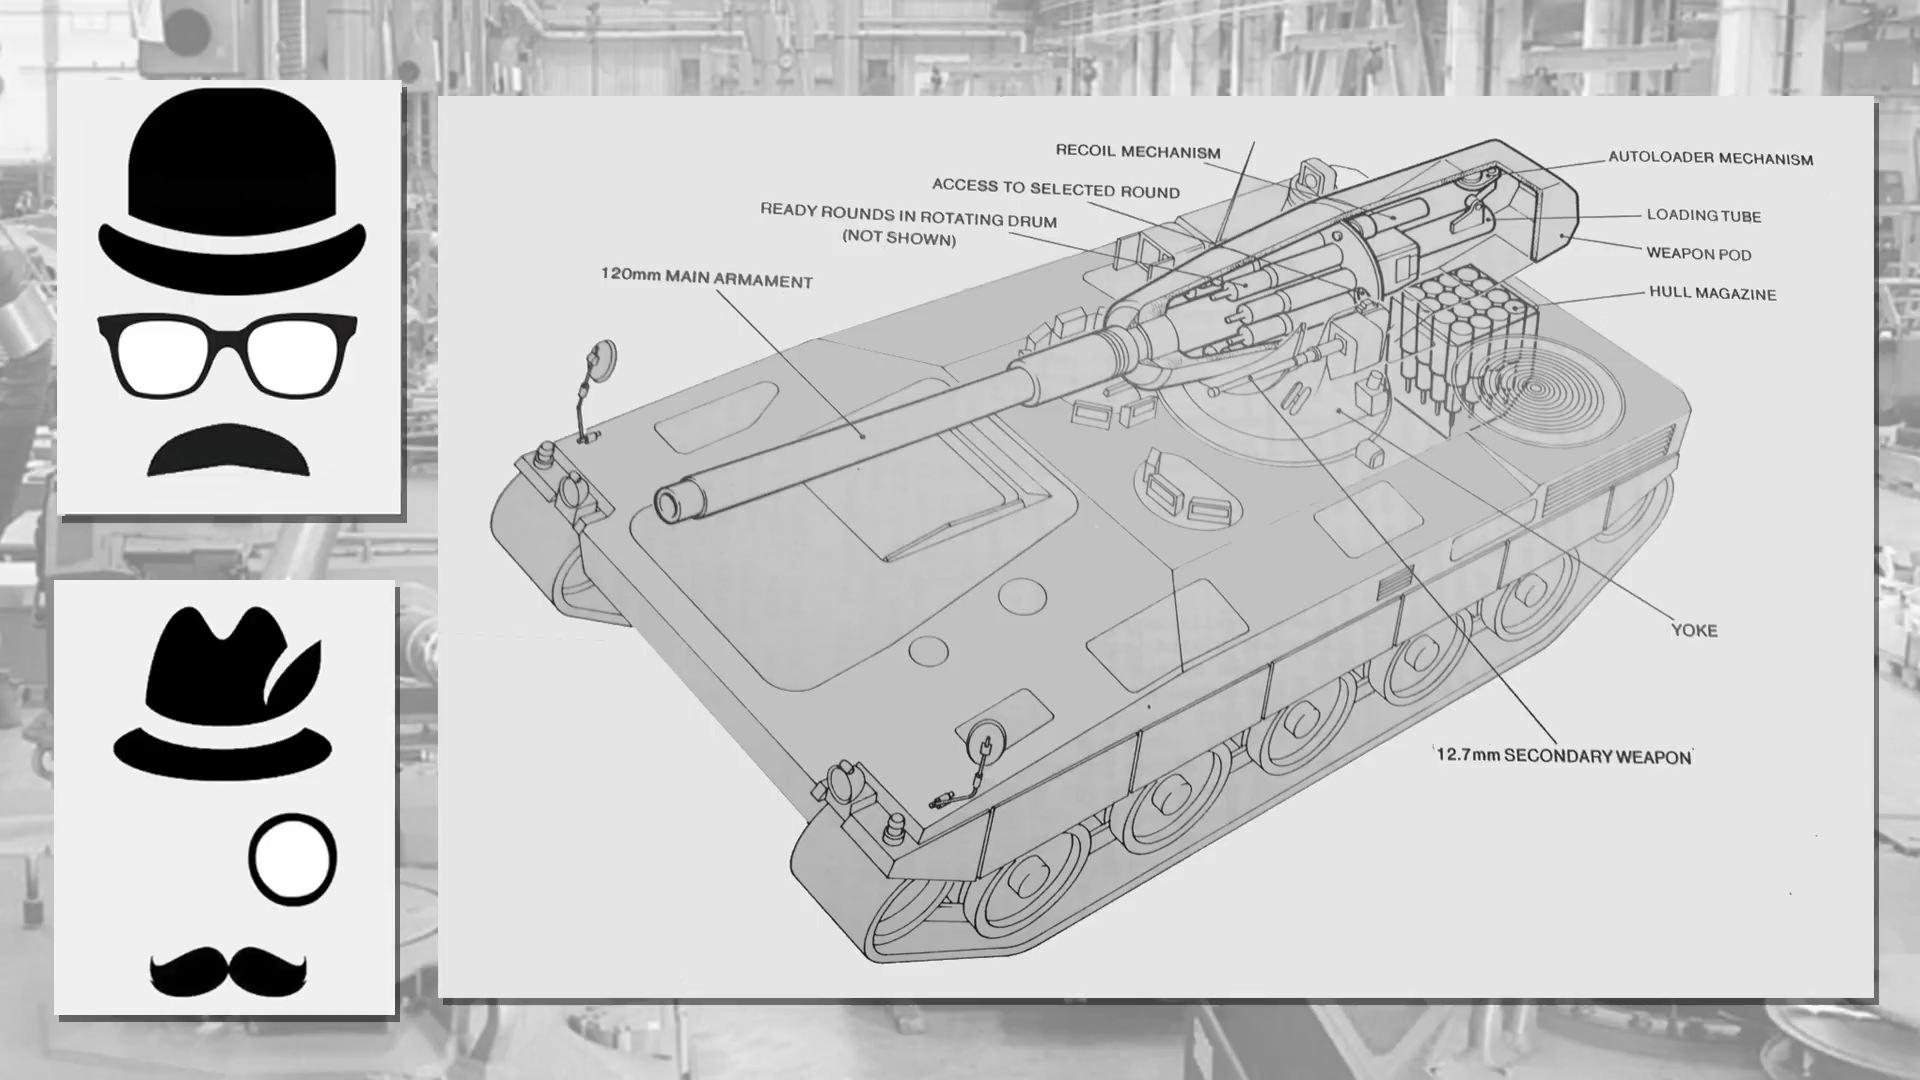 RECOIL MECHANISM
AUTOLOADER MECHANISM
ACCESS TO SELECTED ROUND
READY ROUNDS IN ROTATING DRUM
(NOT SHOWN)
LOADING TUBE
WEAPON POD
120mm MAIN ARMAMENT
HULL MAGAZINE
YOKE
12.7mm SECONDARY WEAPON